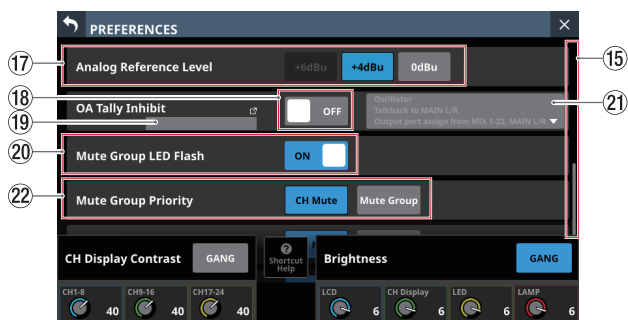 PREFERENCES
17
Analog Reference Level
+6dBu
+4dBu
0dBu
15
18
OA Tally Inhibit
OFF
Oscillator
Talkback to MAIN L/R
Output port assign from MIX 1-22, MAIN L/R
21
19
20
Mute Group LED Flash
ON
22
Mute Group Priority
CH Mute
Mute Group
CH Display Contrast
GANG
?
Shortcut
Help
Brightness
GANG
CH1-8
40
CH9-16
40
CH17-24
40
LCD
6
CH Display
6
LED
6
LAMP
6